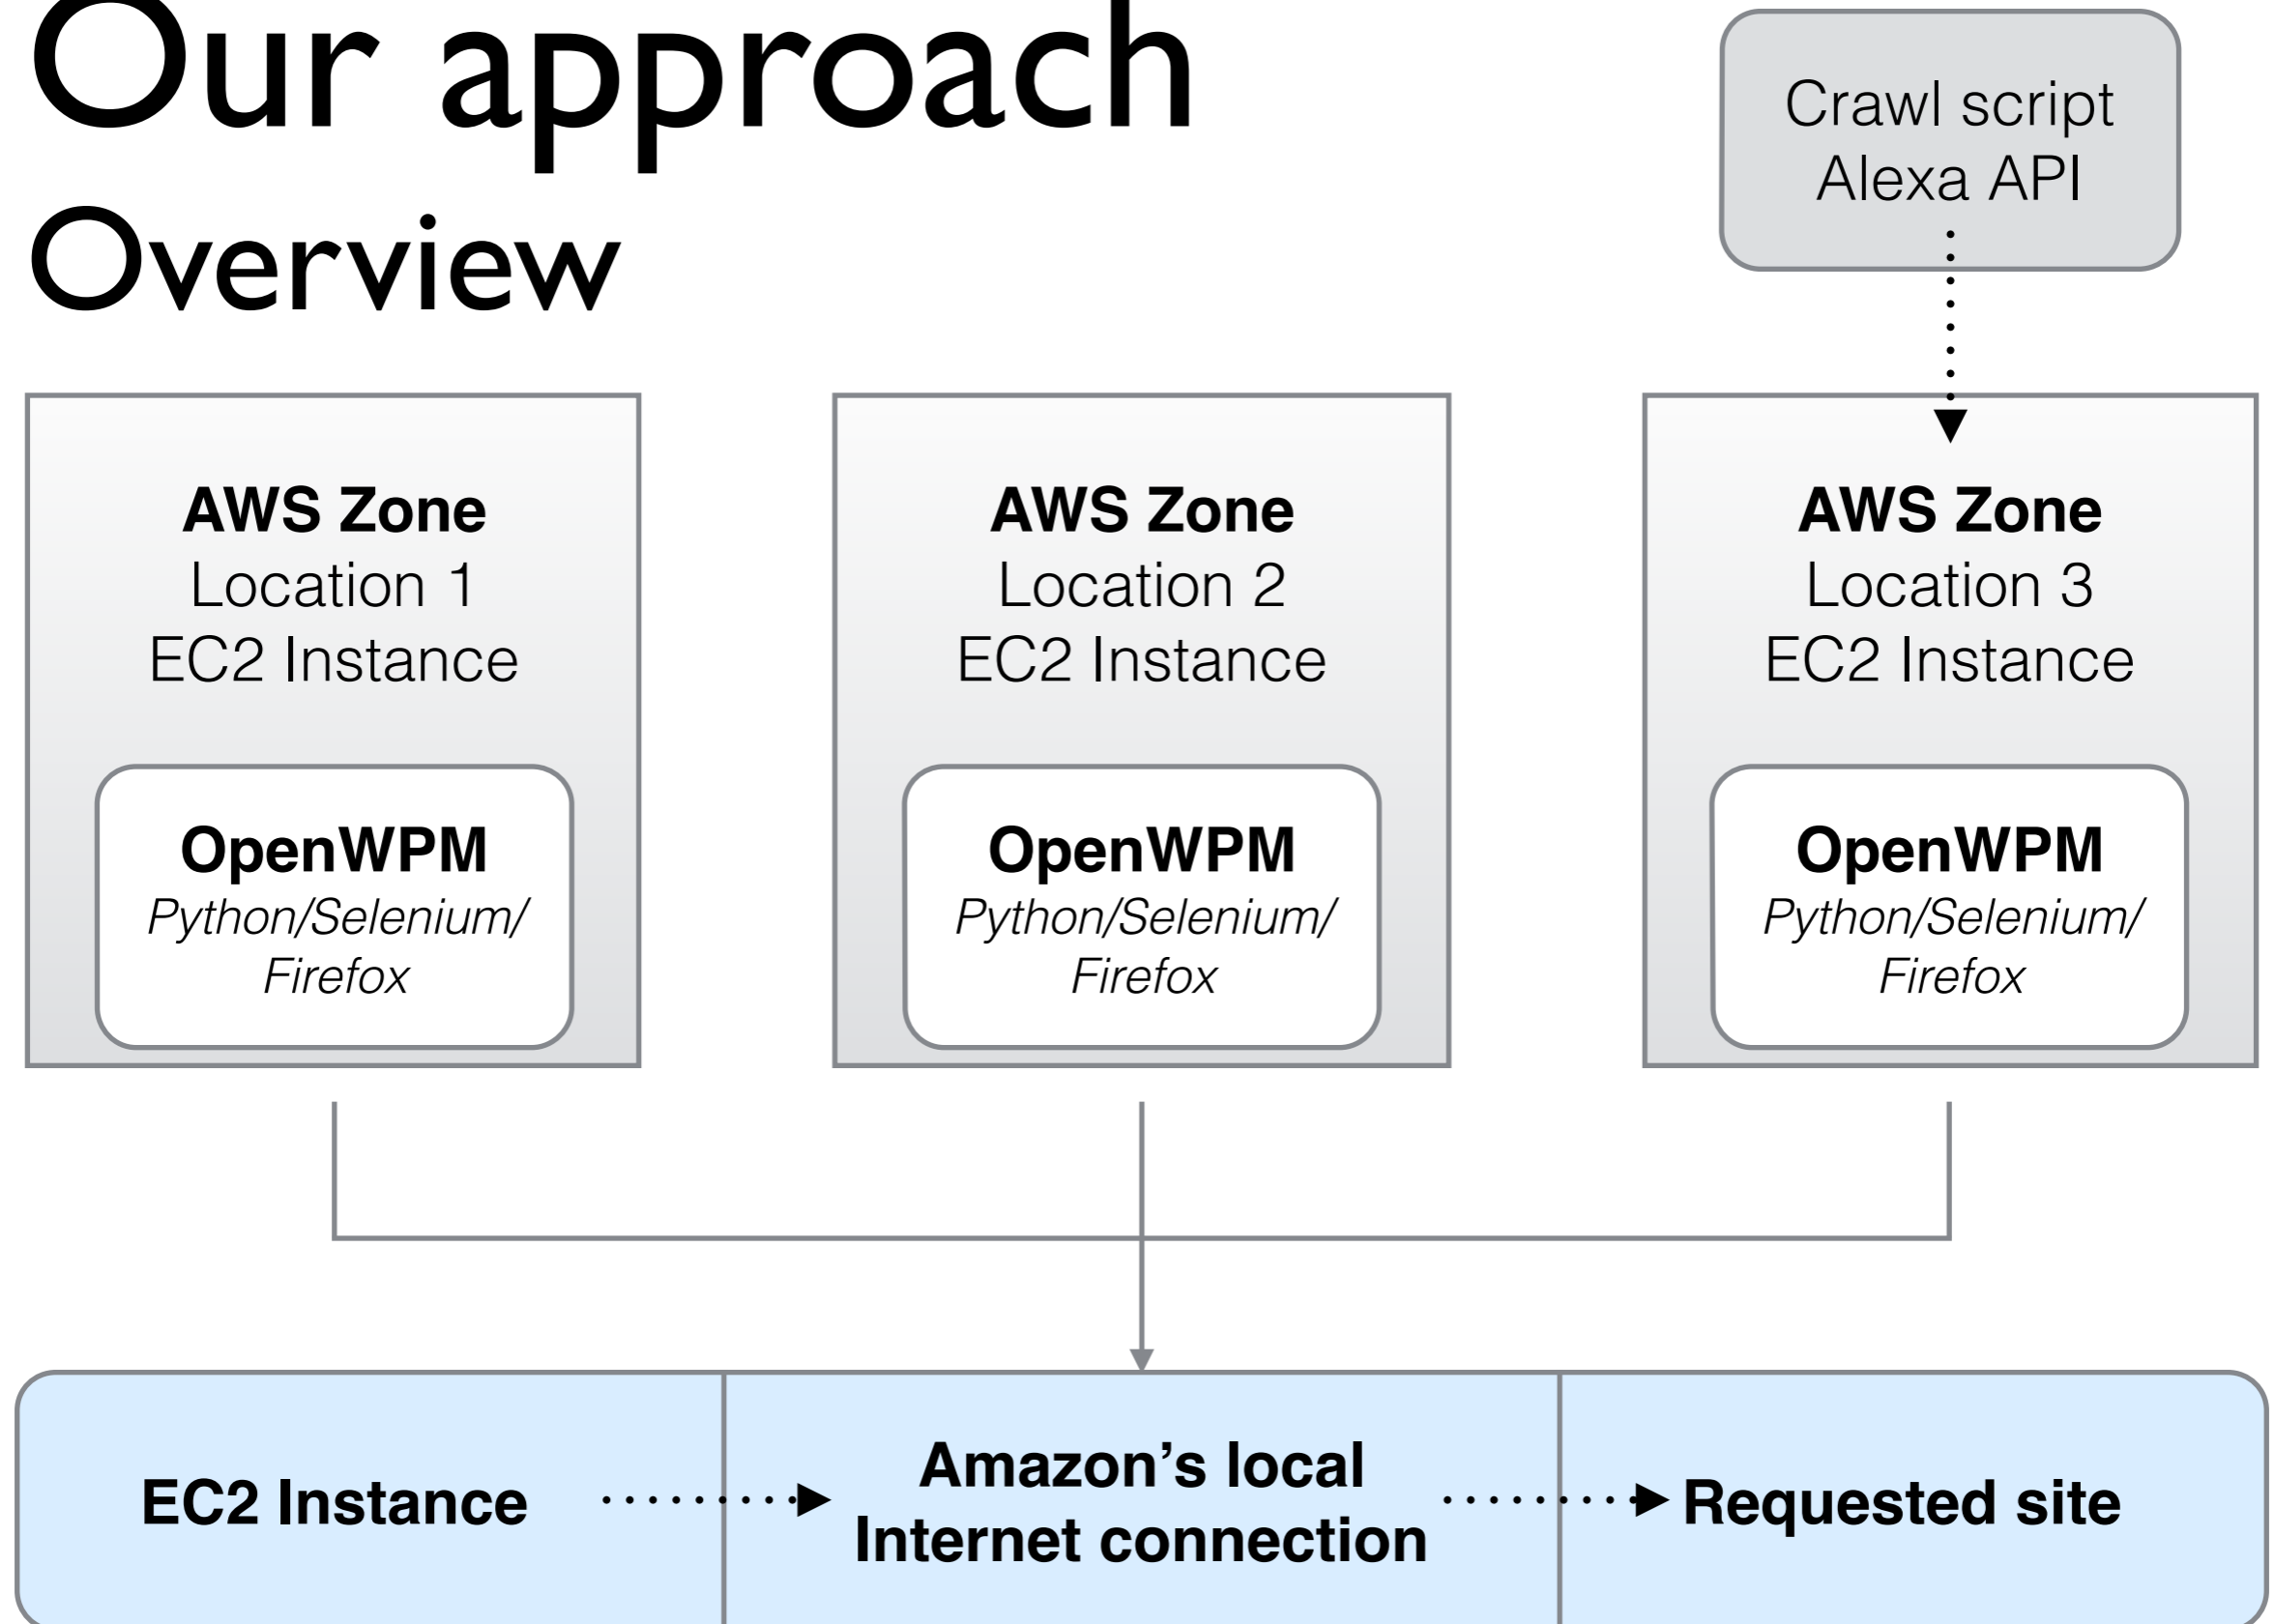 Our approach
Overview
Crawl script
Alexa API
AWS Zone
Location 1
EC2 Instance
OpenWPM
Python/Selenium/
Firefox
AWS Zone
Location 2
EC2 Instance
OpenWPM
Python/Selenium/
Firefox
AWS Zone
Location 3
EC2 Instance
OpenWPM
Python/Selenium/
Firefox
EC2 Instance
Amazon’s local
Internet connection
Requested site